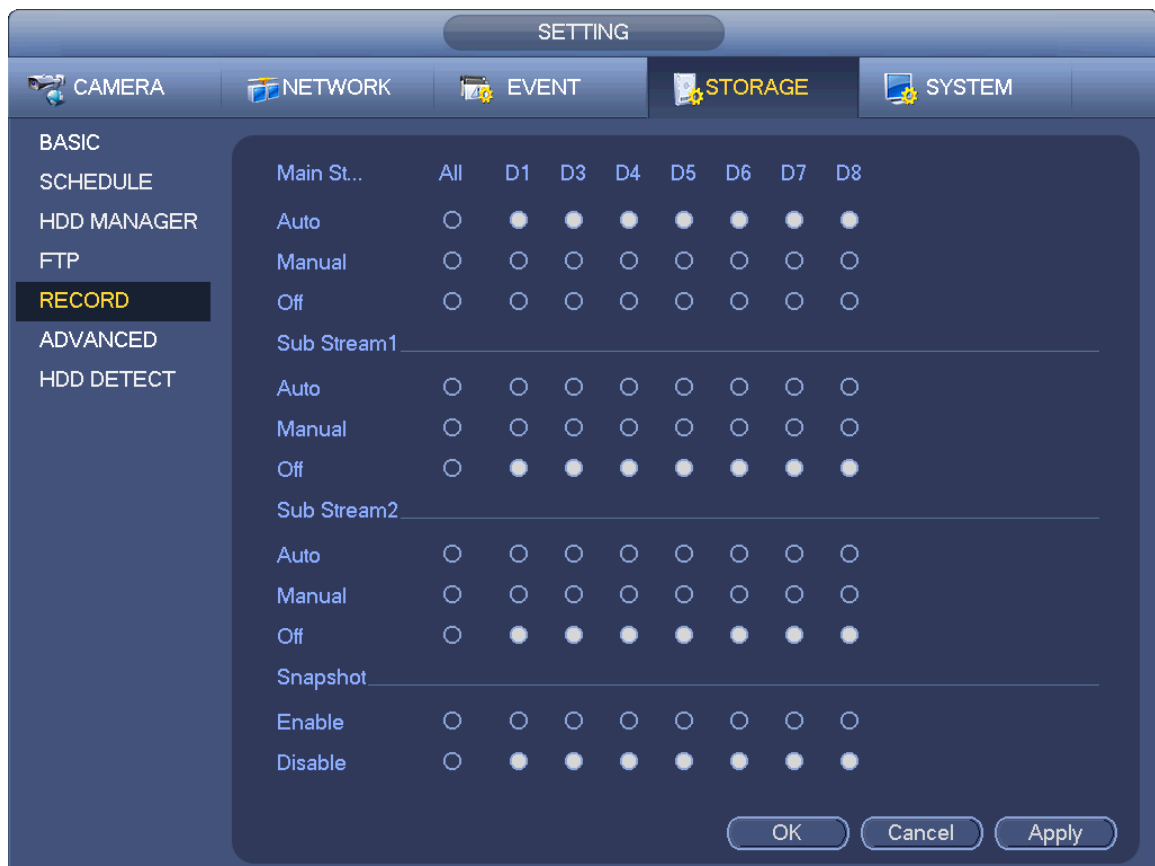 SETTING
CAMERA NETWORK EVENT STORAGE SYSTEM
BASIC
SCHEDULE
HDD MANAGER
FTP
RECORD
ADVANCED
HDD DETECT
Main St... All D1 D3 D4 D5 D6 D7 D8
Auto
Manual
Off
Sub Stream1
Auto
Manual
Off
Sub Stream2
Auto
Manual
Off
Snapshot
Enable
Disable
OK Cancel Apply